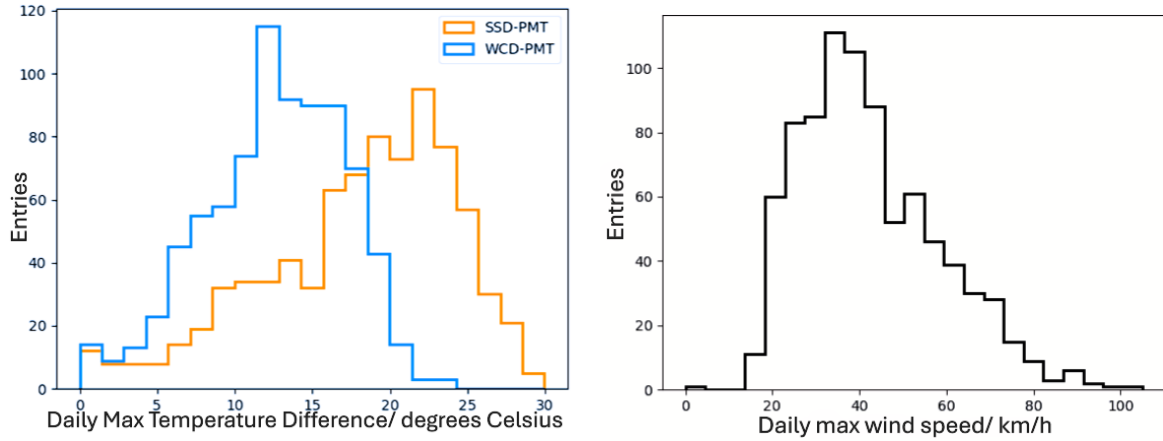 120
100
80
60
40
20
0
Entries
SSD-PMT
WCD-PMT
0 5 10 15 20 25 30
Daily Max Temperature Difference/ degrees Celsius
100
80
60
40
20
0
Entries
0 20 40 60 80 100
Daily max wind speed/ km/h